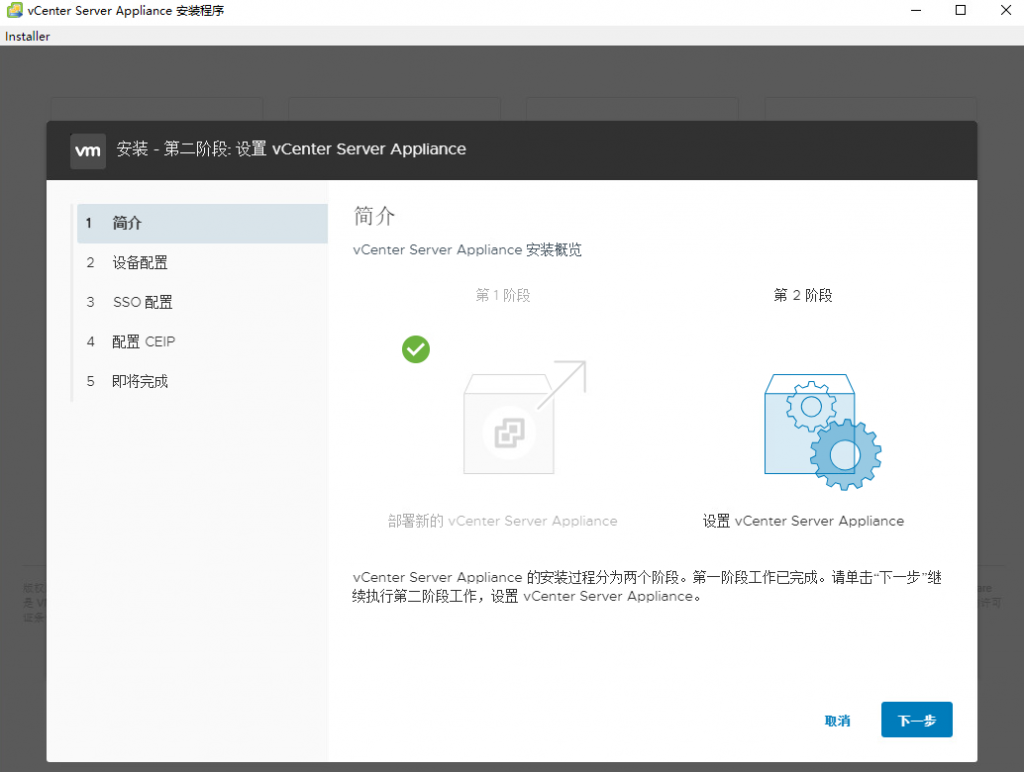 vCenter Server Appliance 安装程序
Installer
vm 安装 - 第二阶段: 设置 vCenter Server Appliance
1 简介
2 设备配置
3 SSO 配置
4 配置 CEIP
5 即将完成
简介
vCenter Server Appliance 安装概览
第 1 阶段
第 2 阶段
部署新的 vCenter Server Appliance
设置 vCenter Server Appliance
vCenter Server Appliance 的安装过程分为两个阶段。第一阶段工作已完成。请单击“下一步”继
续执行第二阶段工作，设置 vCenter Server Appliance。
取消
下一步